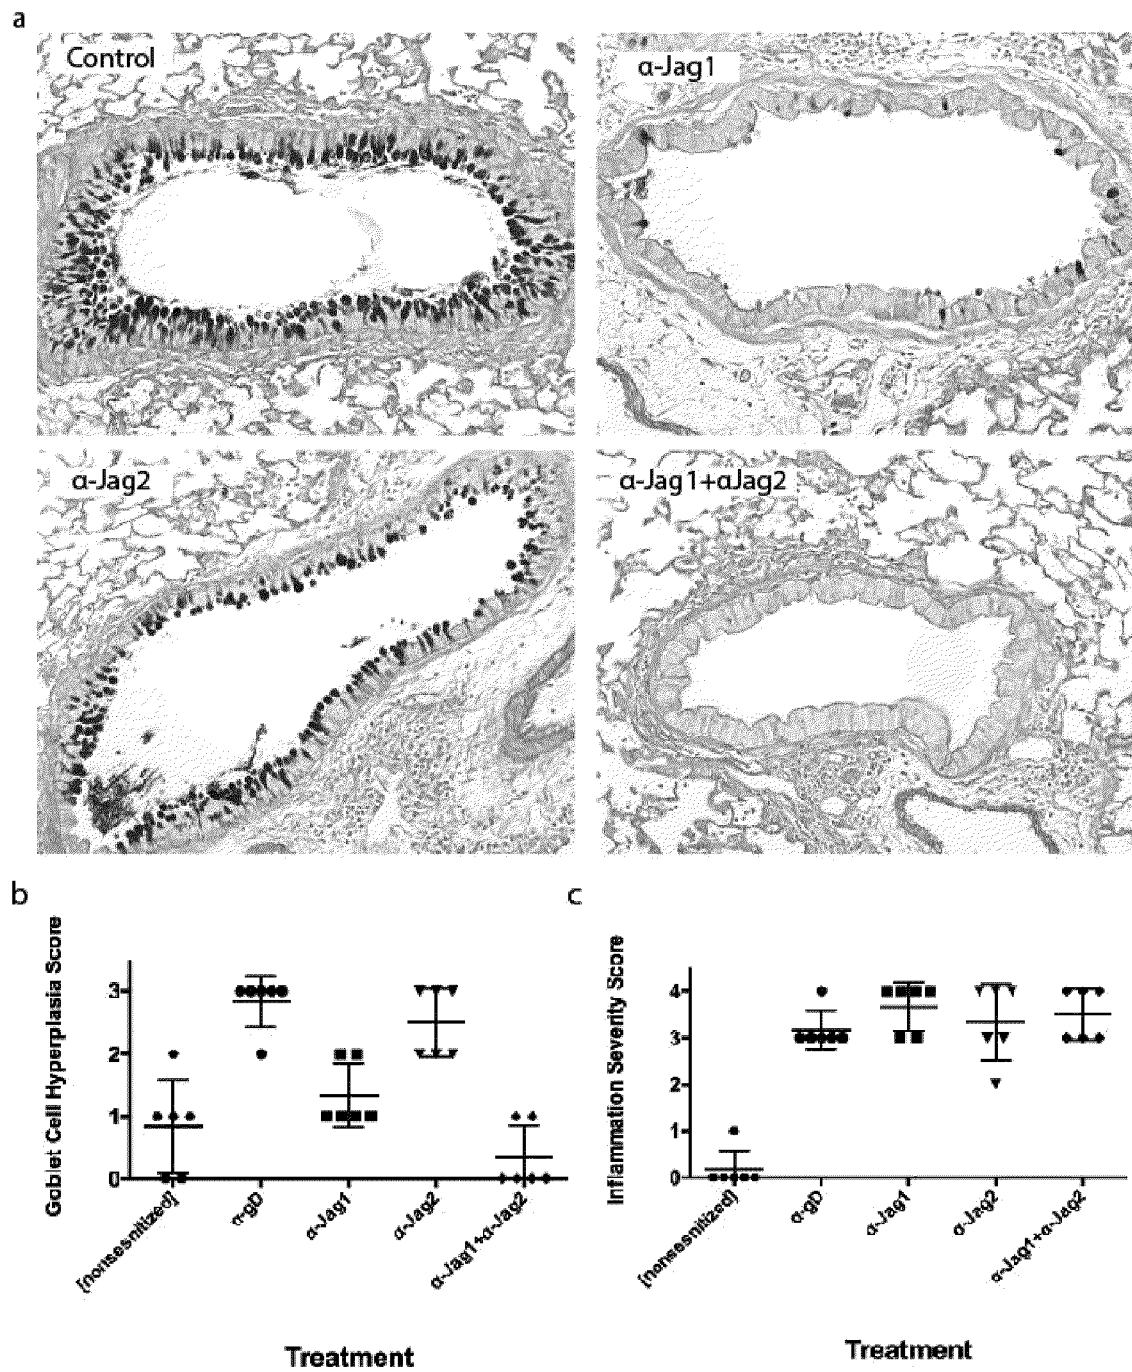 a
Control
α-Jag1
α-Jag2
α-Jag1+αJag2
b
Goblet Cell Hyperplasia Score
3
2
1
0
[nonsesnitized]
α-gD
α-Jag1
α-Jag2
α-Jag1+α-Jag2
Treatment
c
Inflammation Severity Score
4
3
2
1
0
[nonsesnitized]
α-gD
α-Jag1
α-Jag2
α-Jag1+α-Jag2
Treatment